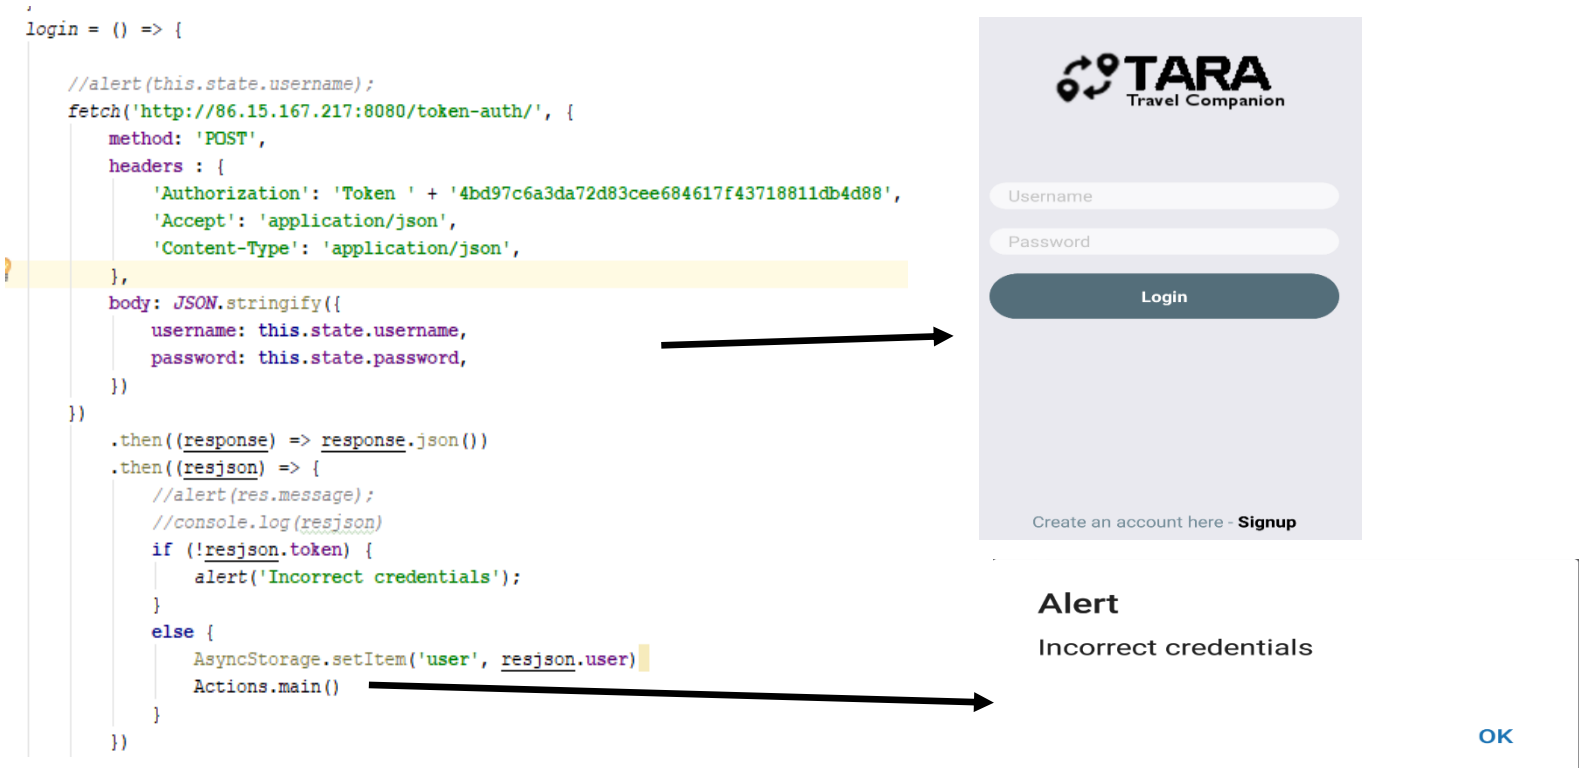 login = () => {
//alert(this.state.username);
fetch('http://86.15.167.217:8080/token-auth/', {
method: 'POST',
headers : {
'Authorization': 'Token ' + '4bd97c6a3da72d83cee684617f43718811db4d88',
'Accept': 'application/json',
'Content-Type': 'application/json',
},
body: JSON.stringify({
username: this.state.username,
password: this.state.password,
})
})
.then((response) => response.json())
.then((resjson) => {
//alert(res.message);
//console.log(resjson)
if (!resjson.token) {
alert('Incorrect credentials');
}
else {
AsyncStorage.setItem('user', resjson.user)
Actions.main()
}
})
TARA
Travel Companion
Username
Password
Login
Create an account here - Signup
Alert
Incorrect credentials
OK